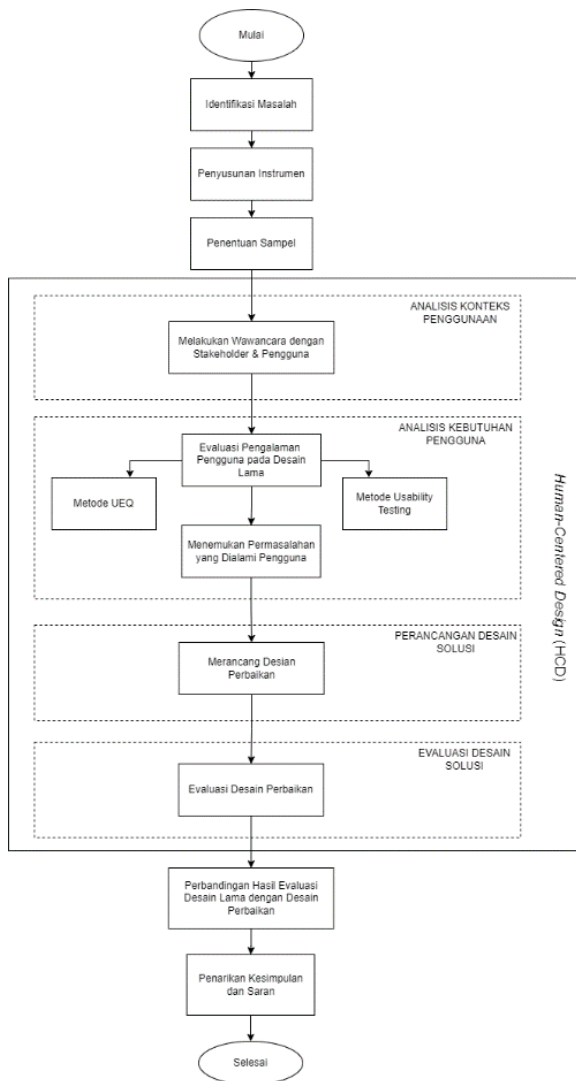 Mulai
Identifikasi Masalah
Penyusunan Instrumen
Penentuan Sampel
ANALISIS KONTEKS
PENGGUNAAN
Melakukan Wawancara dengan
Stakeholder & Pengguna
ANALISIS KEBUTUHAN
PENGGUNA
Evaluasi Pengalaman
Pengguna pada Desain
Lama
Metode UEQ
Metode Usability
Testing
Menemukan Permasalahan
yang Dialami Pengguna
Human-Centered Design (HCD)
PERANCANGAN DESAIN
SOLUSI
Merancang Desian
Perbaikan
EVALUASI DESAIN
SOLUSI
Evaluasi Desain Perbaikan
Perbandingan Hasil Evaluasi
Desain Lama dengan Desain
Perbaikan
Penarikan Kesimpulan
dan Saran
Selesai